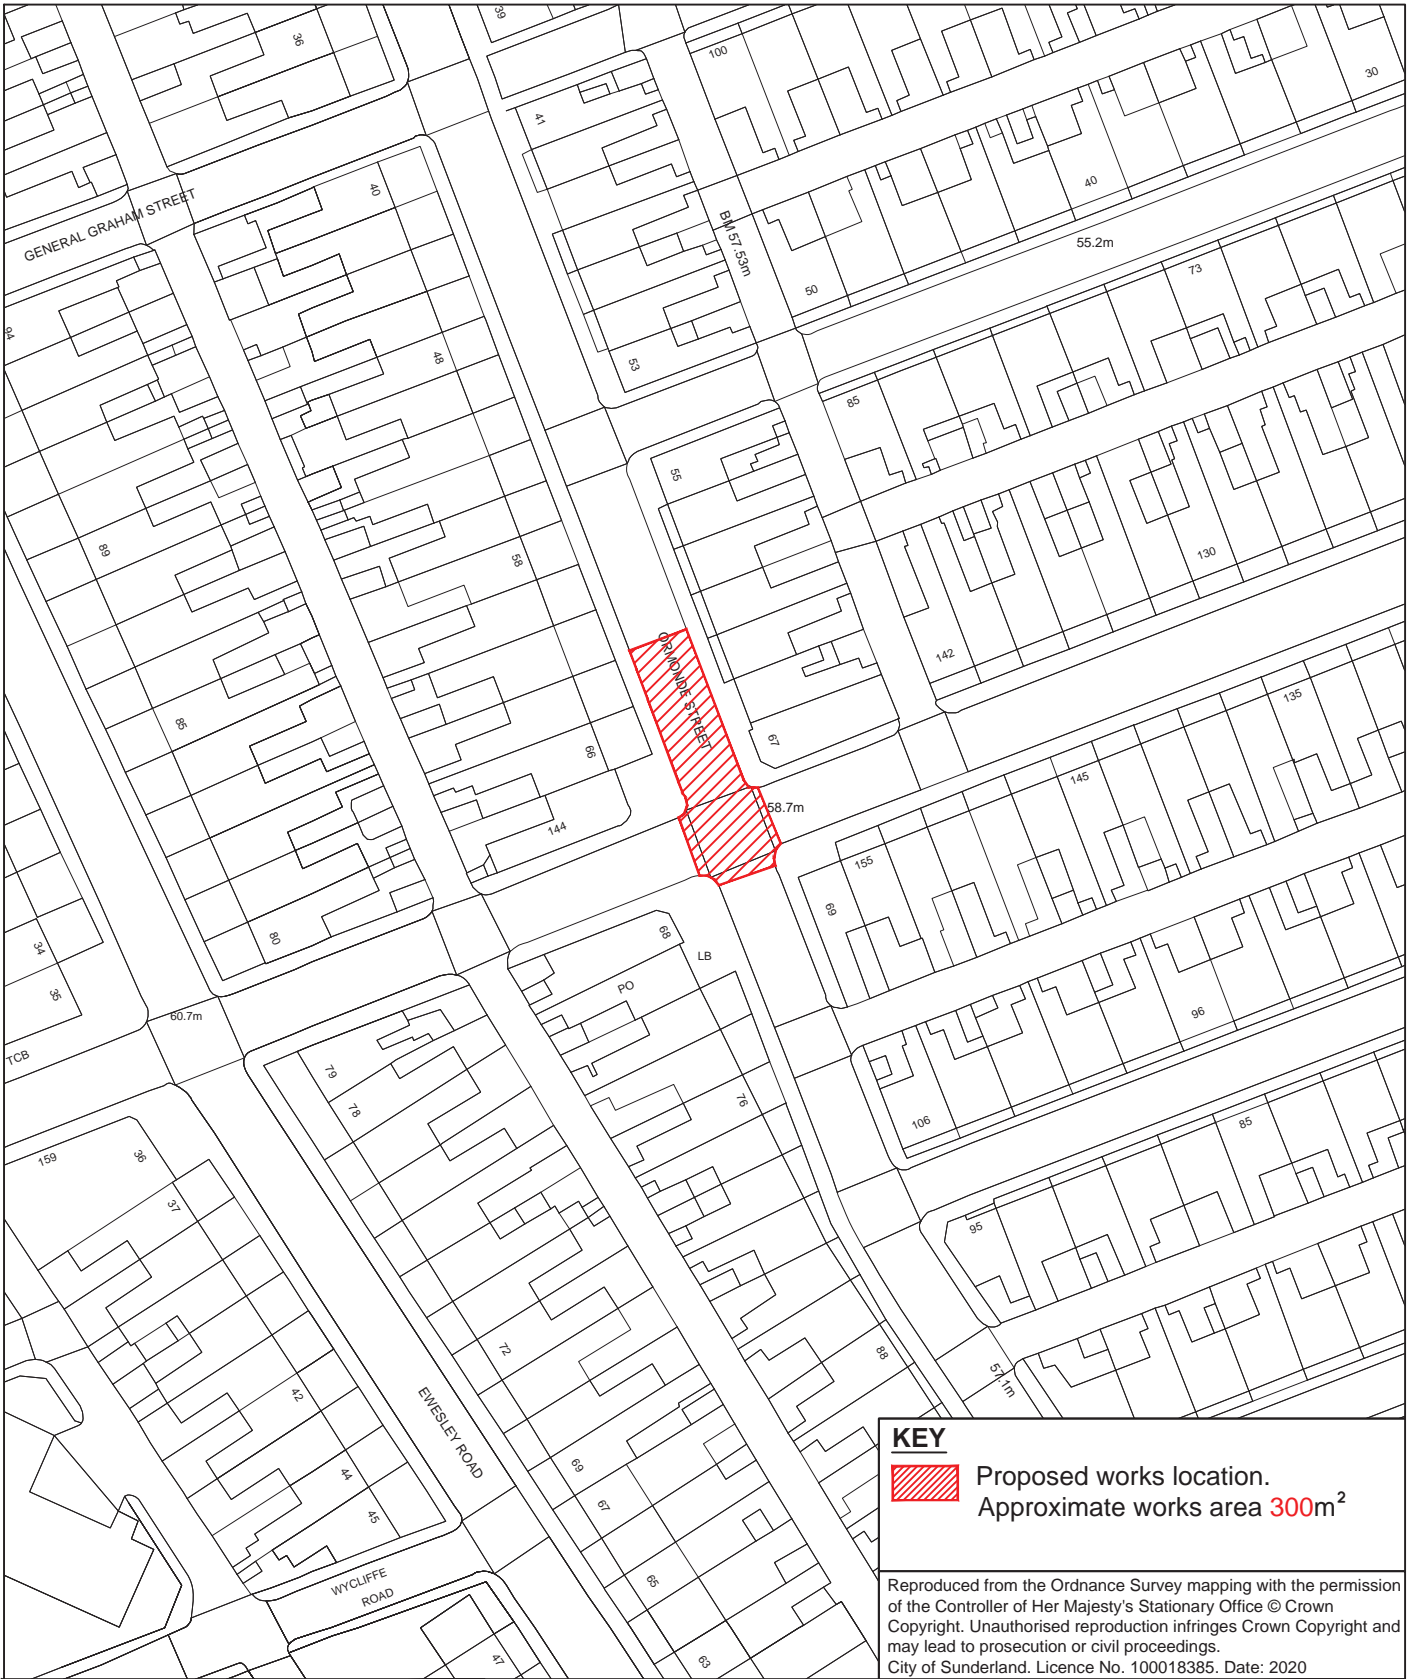 39
36
100
30
41
40
40
GENERAL GRAHAM STREET
BM 57.53m
55.2m
73
50
94
48
53
85
55
89
58
130
142
ORMONDE STREET
135
85
67
66
145
58.7m
144
155
69
68
80
34
LB
PO
35
96
60.7m
TCB
79
76
78
106
85
159
36
37
95
72
88
57.1m
42
EWESLEY ROAD
69
44
67
45
65
WYCLIFFE
ROAD
47
63
KEY
Proposed works location.
Approximate works area 300m²
Reproduced from the Ordnance Survey mapping with the permission
of the Controller of Her Majesty's Stationary Office © Crown
Copyright. Unauthorised reproduction infringes Crown Copyright and
may lead to prosecution or civil proceedings.
City of Sunderland. Licence No. 100018385. Date: 2020